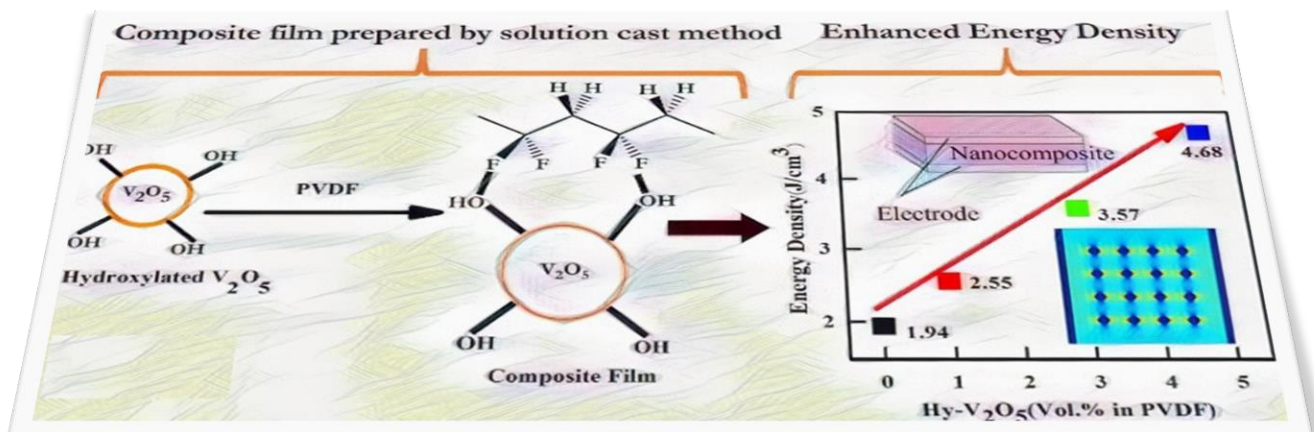 Composite film prepared by solution cast method
Enhanced Energy Density
H H
H H
F F F F
HO OH
OH OH
V₂O₅
OH OH
Hydroxylated V₂O₅
PVDF
V₂O₅
OH OH
Composite Film
Energy Density(J/cm³)
5
4
3
2
Nanocomposite
Electrode
4.68
3.57
2.55
1.94
0 1 2 3 4 5
Hy-V₂O₅(Vol.% in PVDF)